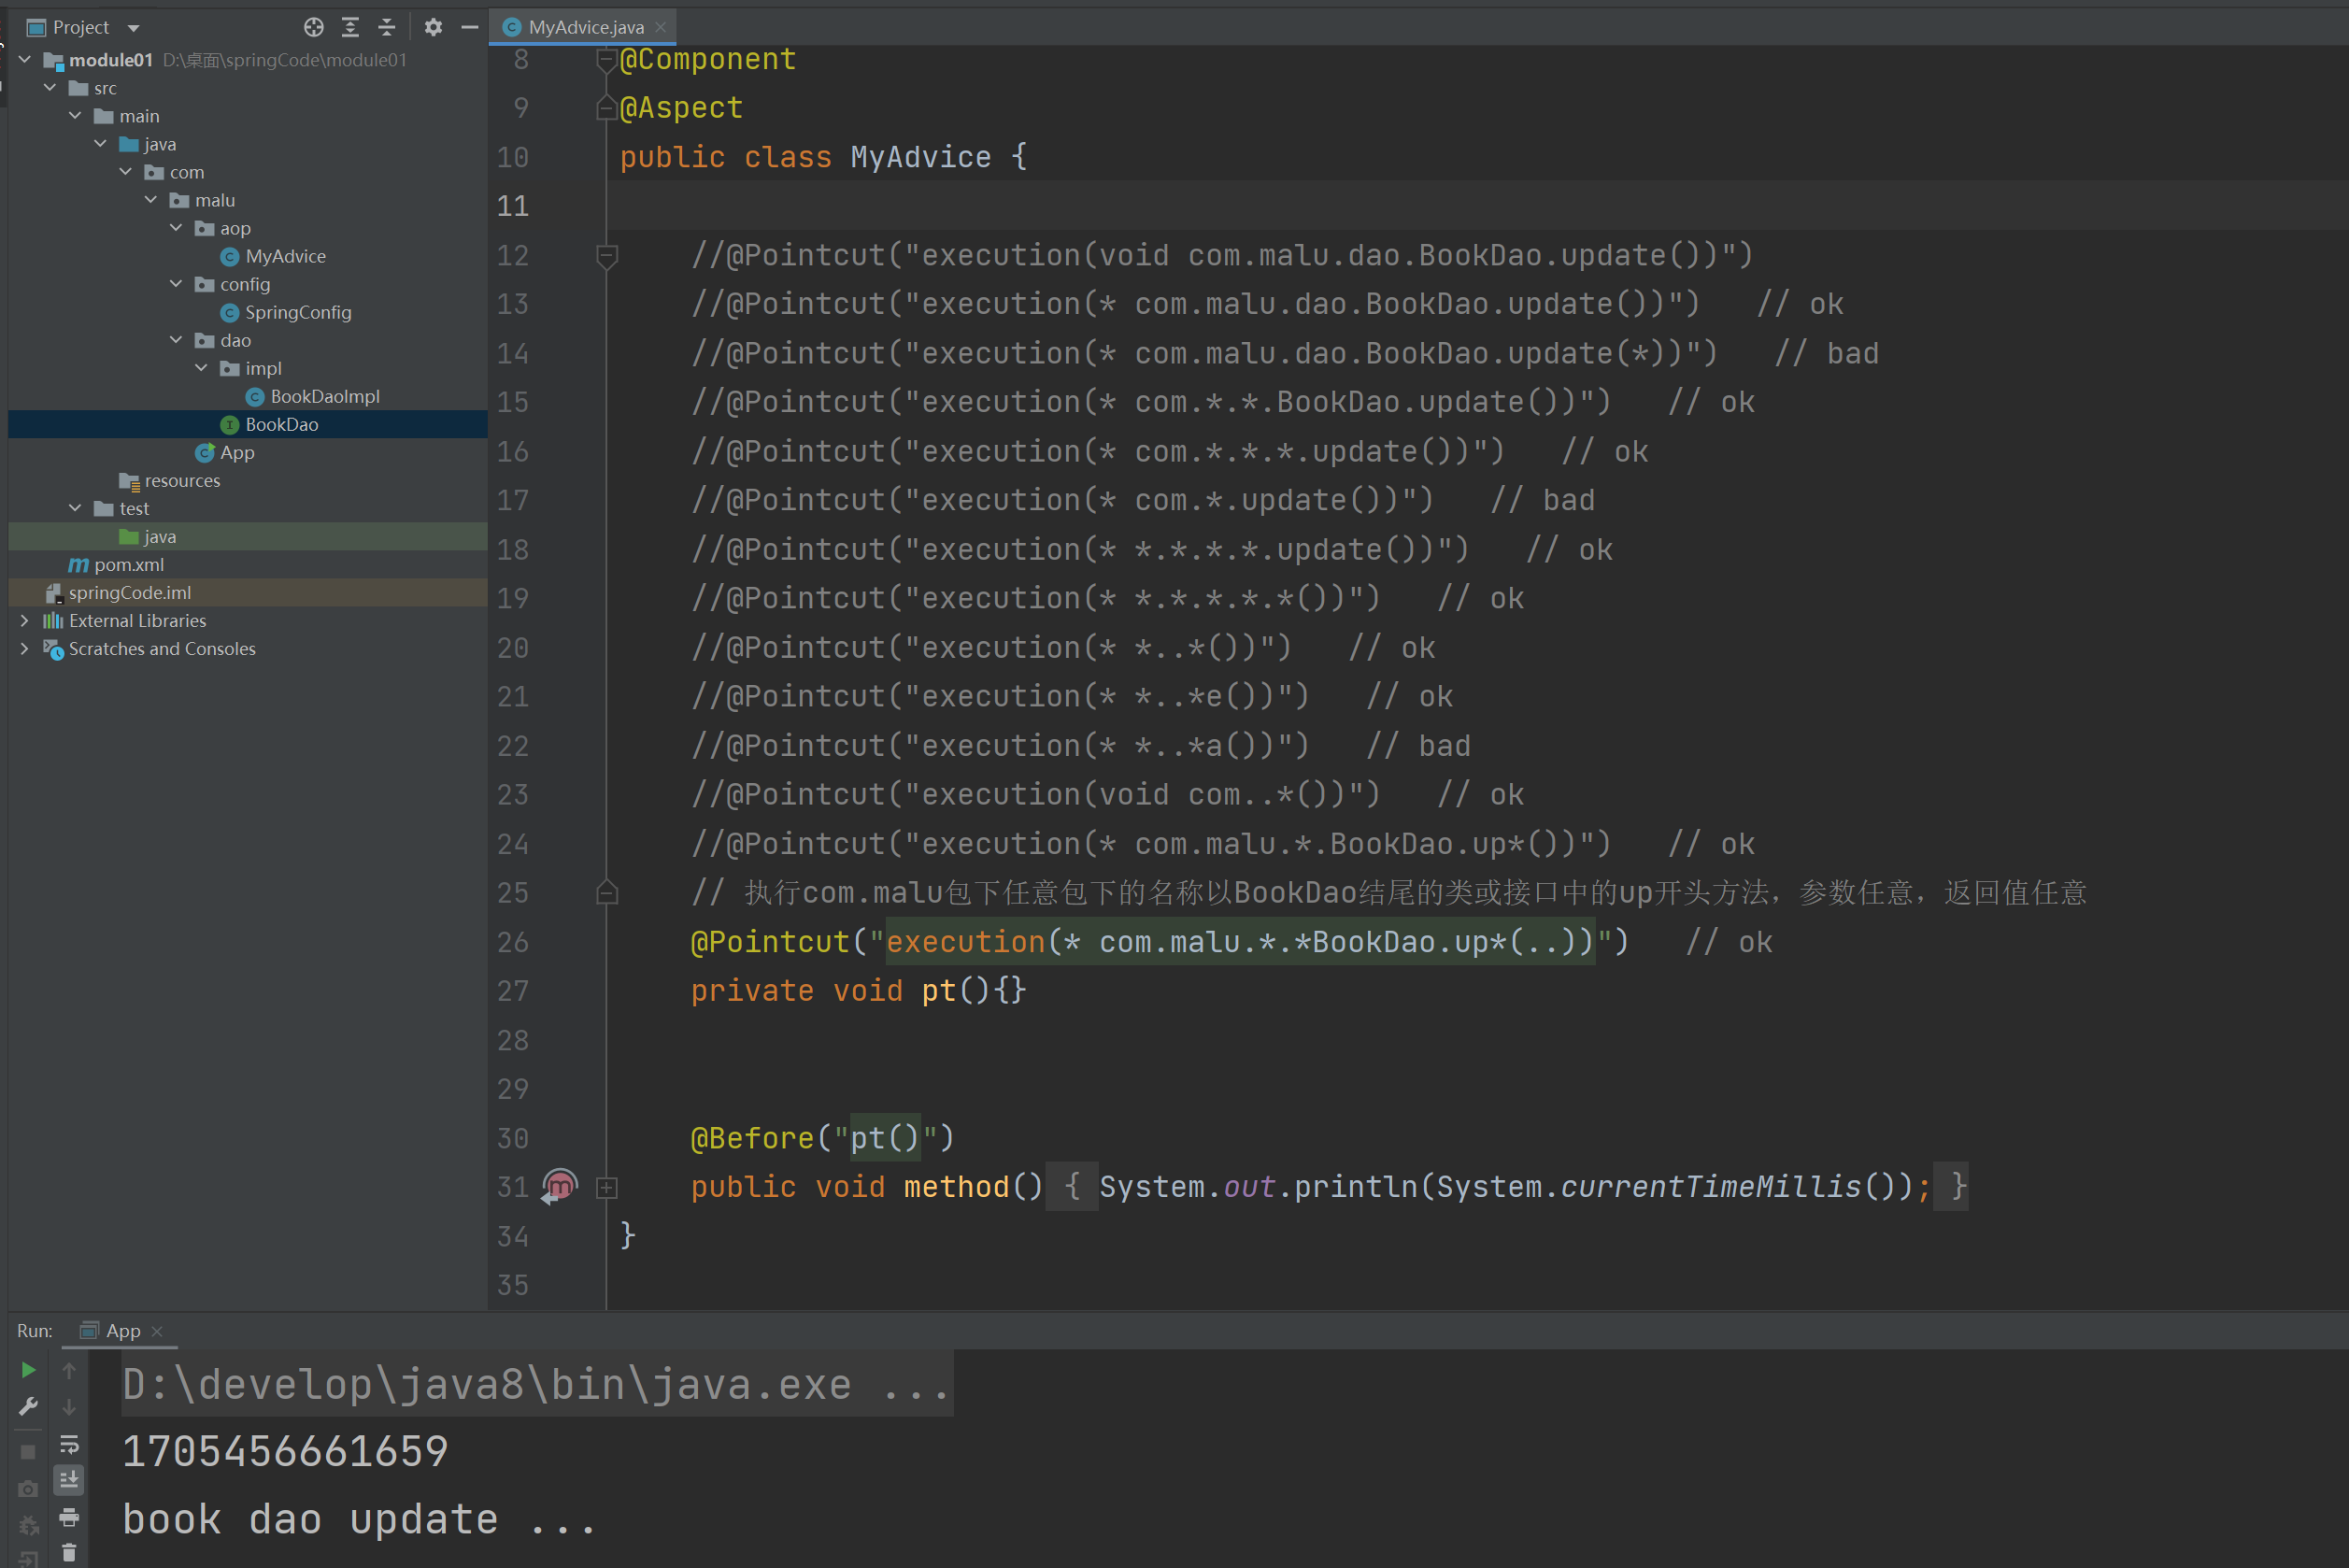 Project
MyAdvice.java
module01 D:\桌面\springCode\module01
src
main
java
com
malu
aop
MyAdvice
config
SpringConfig
dao
impl
BookDaoImpl
BookDao
App
resources
test
java
pom.xml
springCode.iml
External Libraries
Scratches and Consoles
8 @Component
9 @Aspect
10 public class MyAdvice {
11
12 //@Pointcut("execution(void com.malu.dao.BookDao.update())")
13 //@Pointcut("execution(* com.malu.dao.BookDao.update())") // ok
14 //@Pointcut("execution(* com.malu.dao.BookDao.update(*))") // bad
15 //@Pointcut("execution(* com.*.*.BookDao.update())") // ok
16 //@Pointcut("execution(* com.*.*.*.update())") // ok
17 //@Pointcut("execution(* com.*.update())") // bad
18 //@Pointcut("execution(* *.*.*.*.update())") // ok
19 //@Pointcut("execution(* *.*.*.*.*())") // ok
20 //@Pointcut("execution(* *..*())") // ok
21 //@Pointcut("execution(* *..*e())") // ok
22 //@Pointcut("execution(* *..*a())") // bad
23 //@Pointcut("execution(void com..*())") // ok
24 //@Pointcut("execution(* com.malu.*.BookDao.up*())") // ok
25 // 执行com.malu包下任意包下的名称以BookDao结尾的类或接口中的up开头方法，参数任意，返回值任意
26 @Pointcut("execution(* com.malu.*.*BookDao.up*(..))") // ok
27 private void pt(){}
28
29
30 @Before("pt()")
31 public void method() { System.out.println(System.currentTimeMillis()); }
34 }
35
Run: App
D:\develop\java8\bin\java.exe ...
1705456661659
book dao update ...